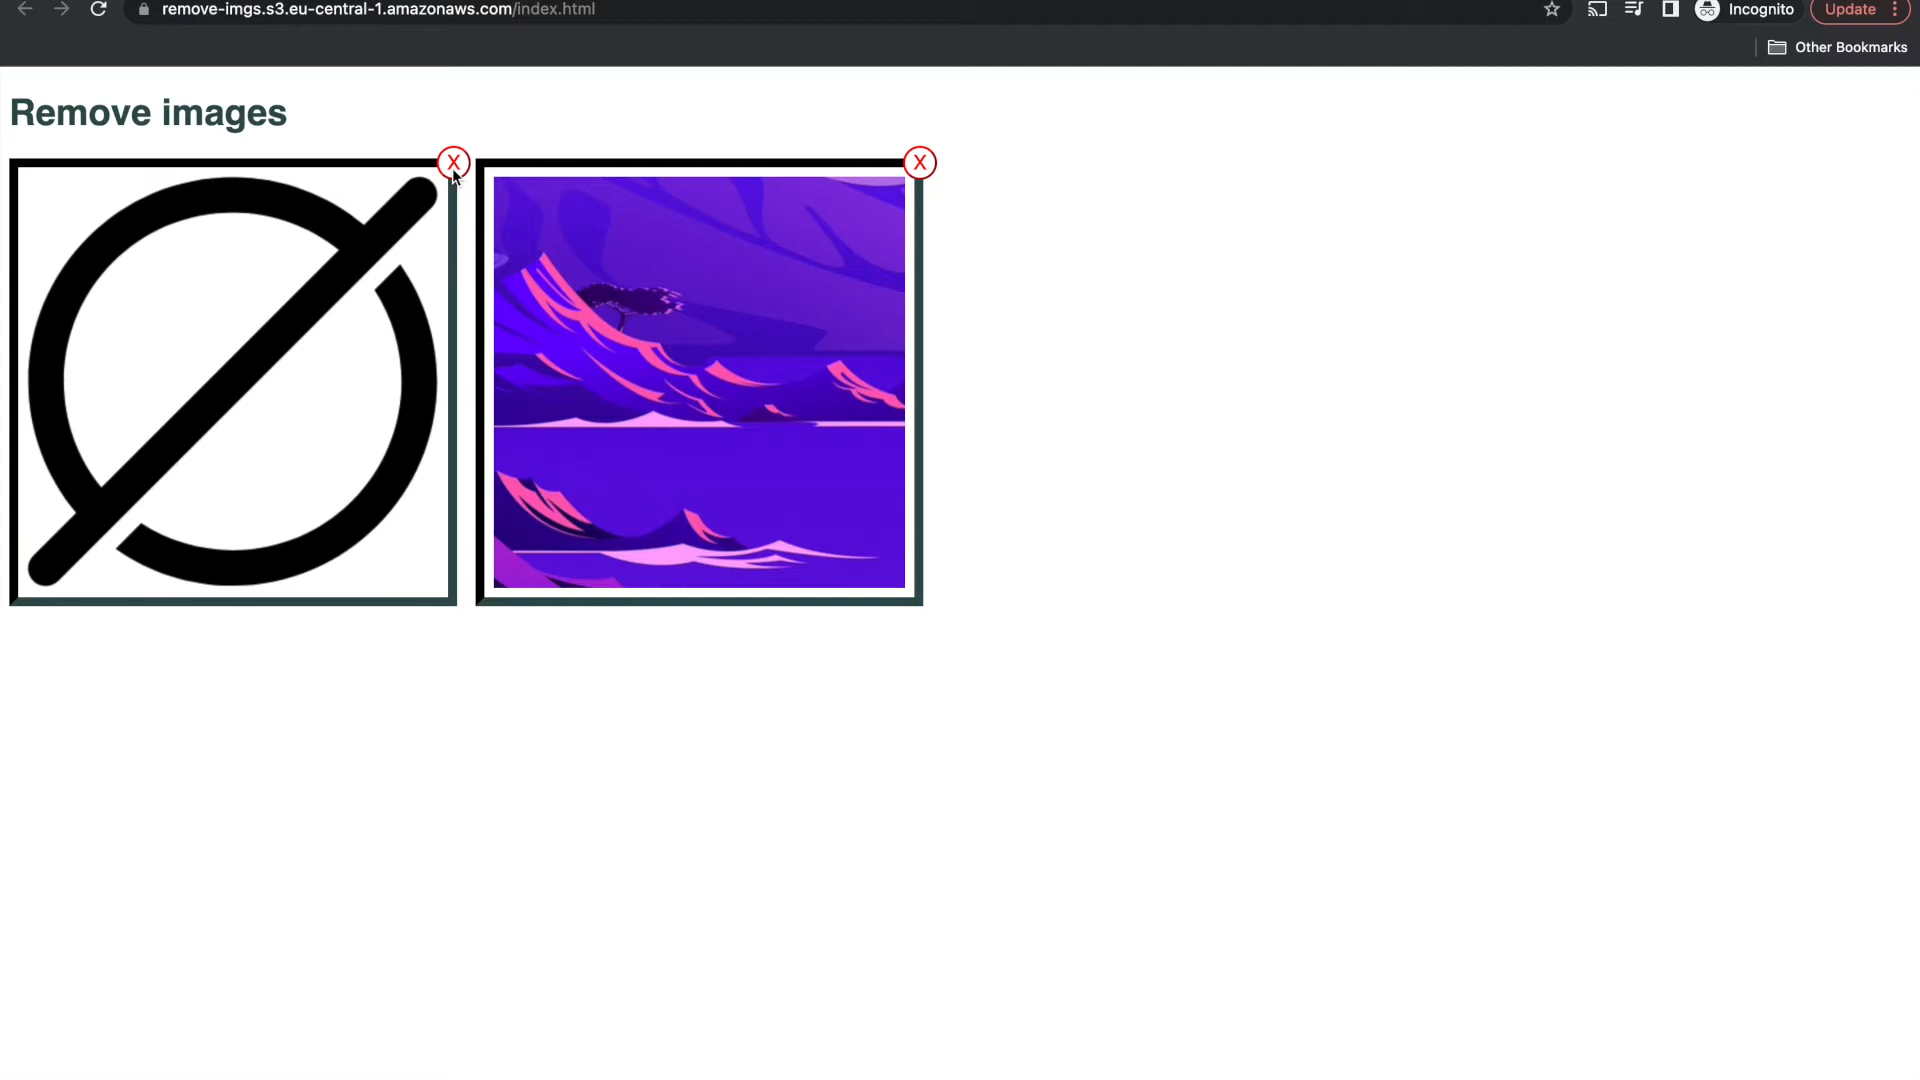 remove-imgs.s3.eu-central-1.amazonaws.com/index.html
Incognito
Update
Other Bookmarks
Remove images
X
X